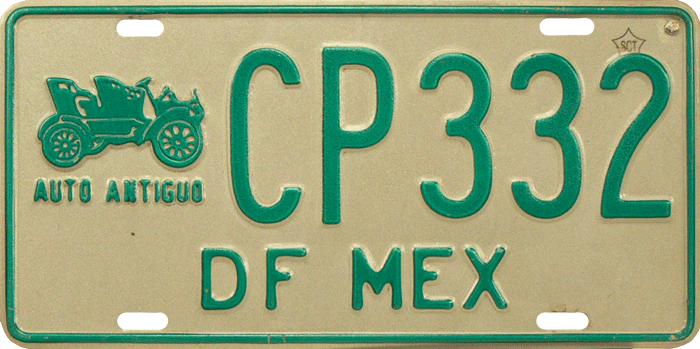 SCT
CP332
AUTO ANTIGUO
DF MEX